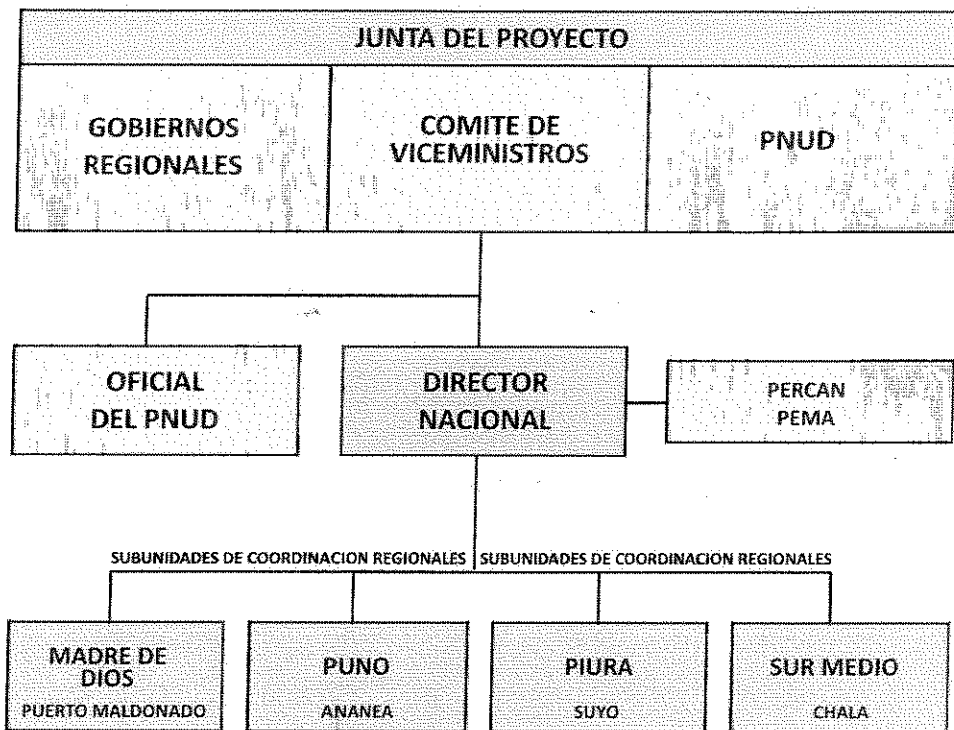 JUNTA DEL PROYECTO
GOBIERNOS
REGIONALES
COMITE DE
VICEMINISTROS
PNUD
OFICIAL
DEL PNUD
DIRECTOR
NACIONAL
PERCAN
PEMA
SUBUNIDADES DE COORDINACION REGIONALES
SUBUNIDADES DE COORDINACION REGIONALES
MADRE DE
DIOS
PUERTO MALDONADO
PUNO
ANANEA
PIURA
SUYO
SUR MEDIO
CHALA